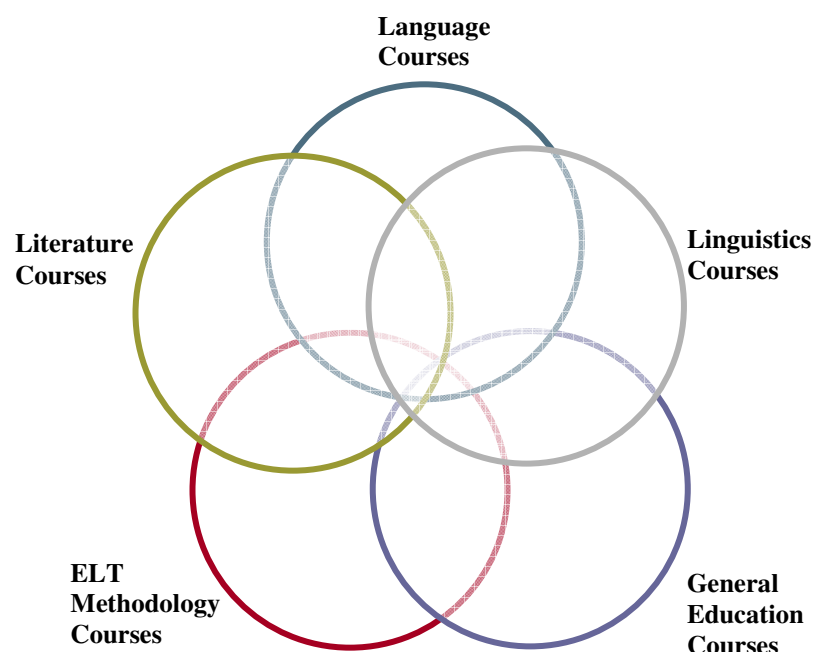 Language
Courses
Literature
Courses
Linguistics
Courses
ELT
Methodology
Courses
General
Education
Courses